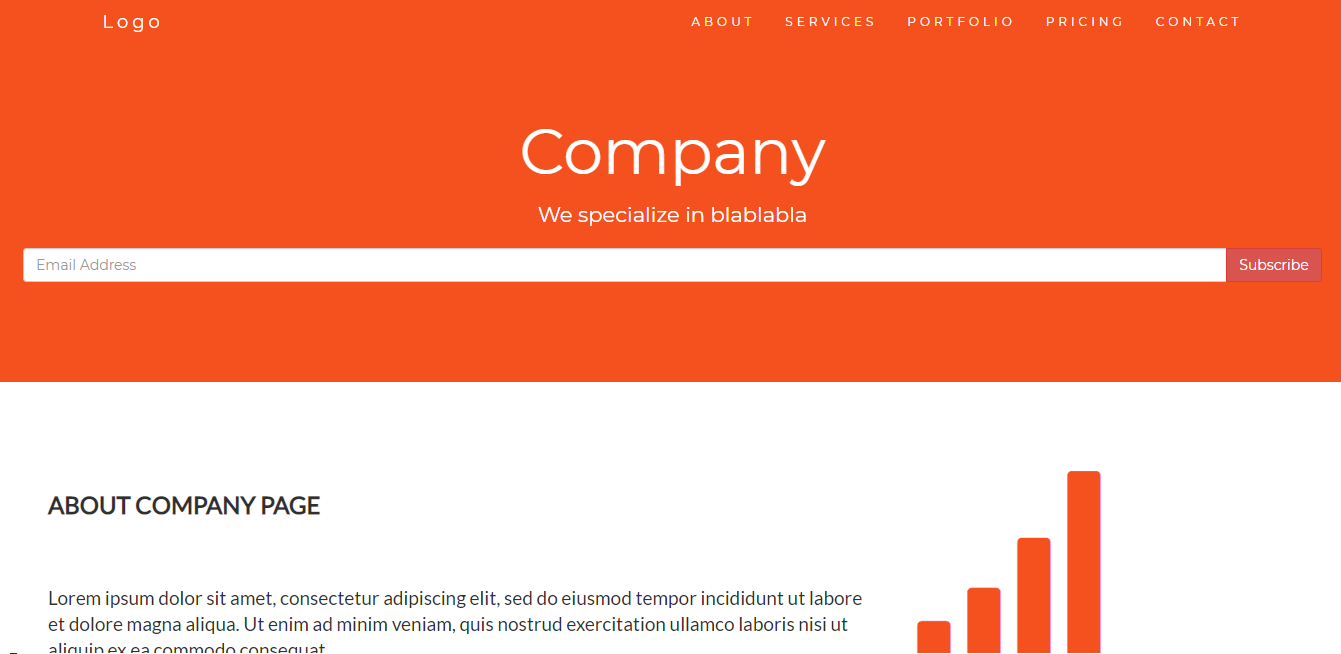 Logo
ABOUT SERVICES PORTFOLIO PRICING CONTACT
Company
We specialize in blablabla
Email Address
Subscribe
ABOUT COMPANY PAGE
Lorem ipsum dolor sit amet, consectetur adipiscing elit, sed do eiusmod tempor incididunt ut labore
et dolore magna aliqua. Ut enim ad minim veniam, quis nostrud exercitation ullamco laboris nisi ut
aliquip ex ea commodo consequat